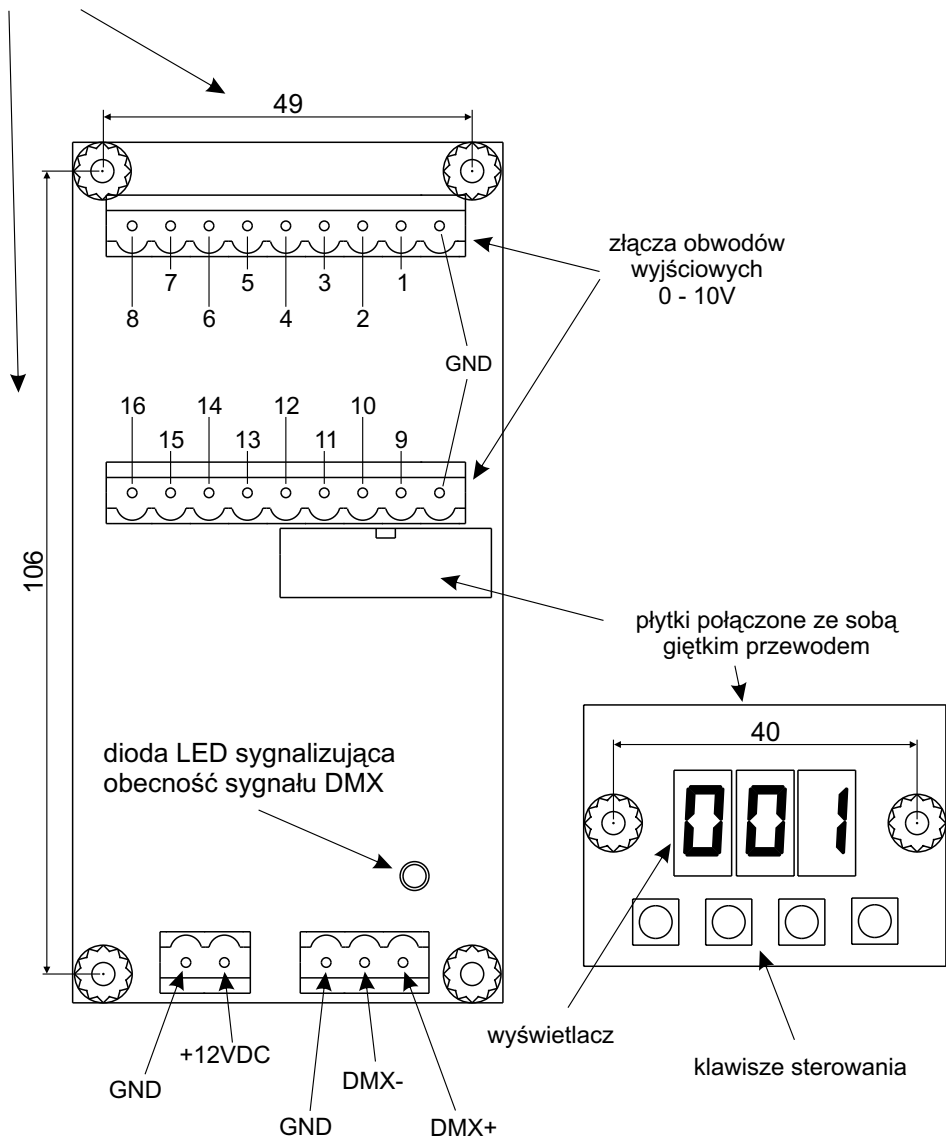 49
7
5
3
1
8
6
4
2
złącza obwodów
wyjściowych
0 - 10V
GND
16
14
12
10
15
13
11
9
106
płytki połączone ze sobą
giętkim przewodem
40
dioda LED sygnalizująca
obecność sygnału DMX
001
wyświetlacz
klawisze sterowania
+12VDC
GND
DMX-
GND
DMX+